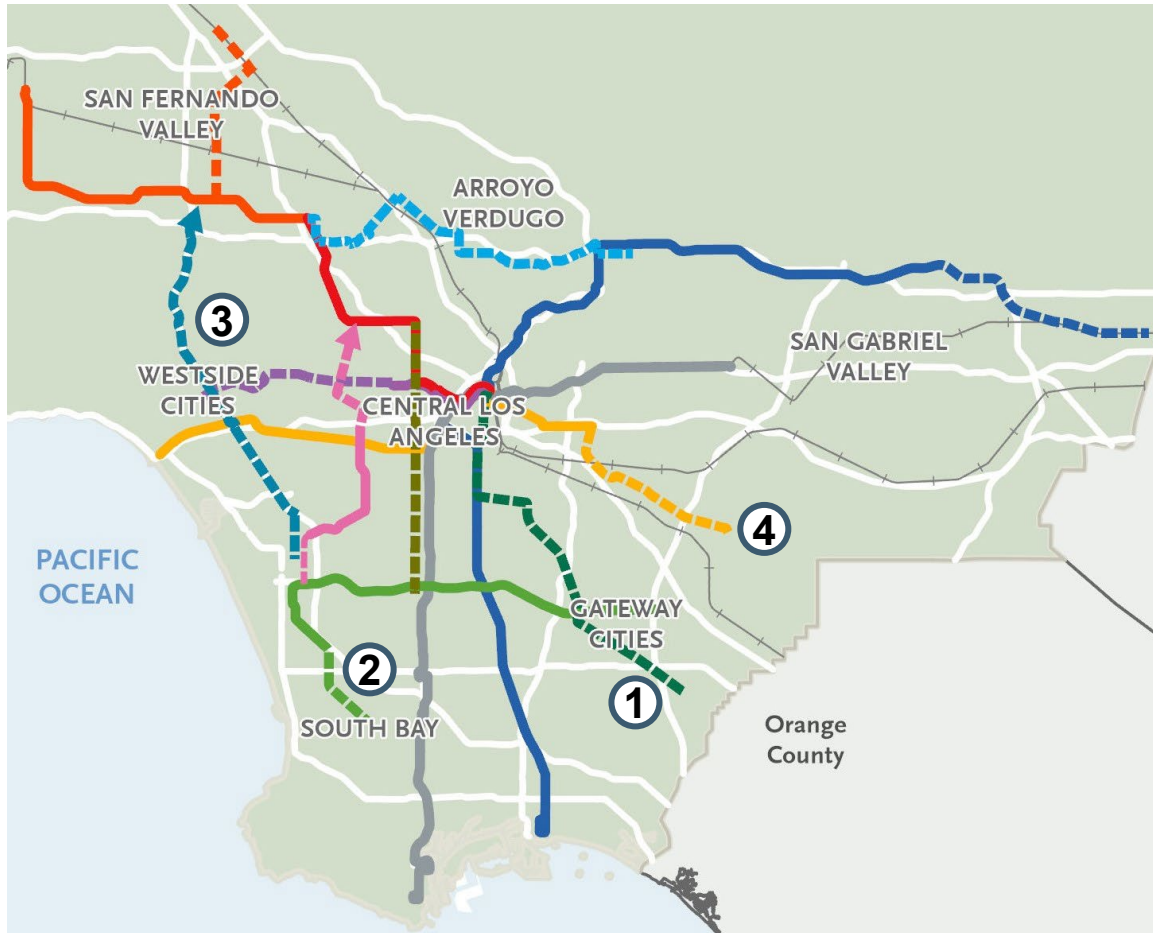 SAN FERNANDO
VALLEY
ARROYO
VERDUGO
3
SAN GABRIEL
VALLEY
WESTSIDE
CITIES
CENTRAL LOS
ANGELES
4
PACIFIC
OCEAN
GATEWAY
CITIES
2
1
SOUTH BAY
Orange
County